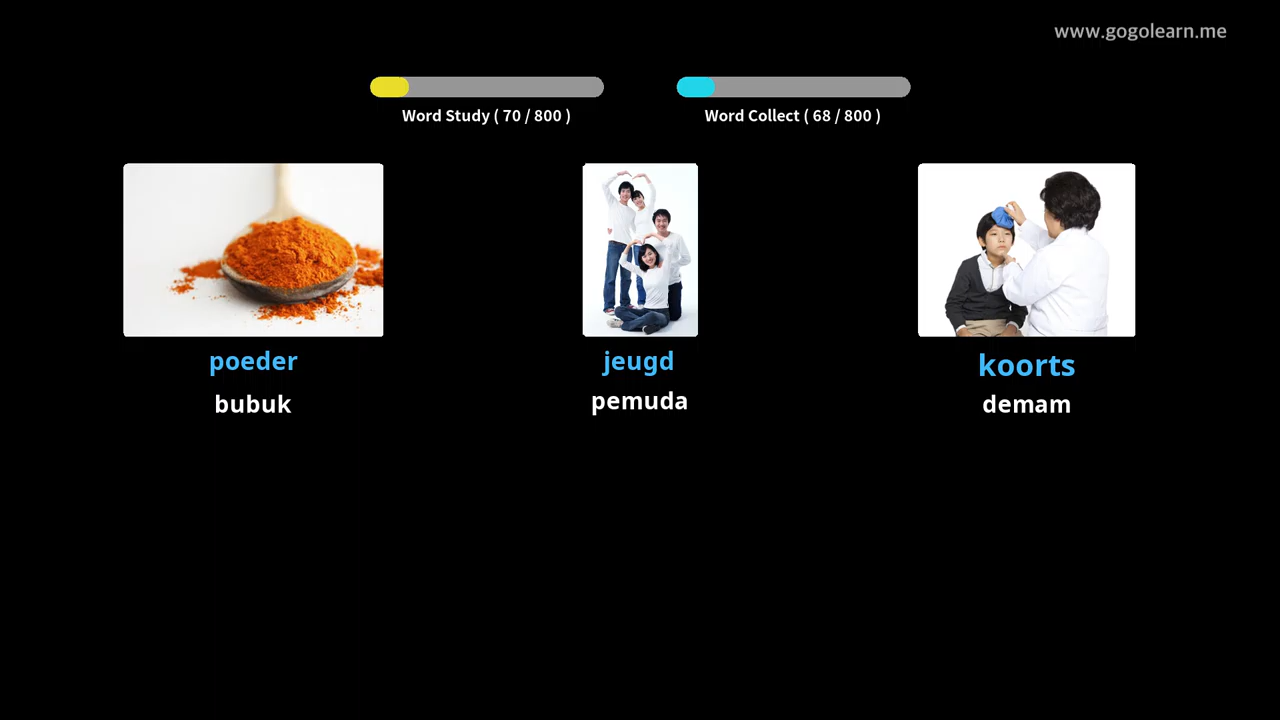 www.gogolearn.me
Word Study ( 70 / 800 )
Word Collect ( 68 / 800 )
poeder
jeugd
koorts
bubuk
pemuda
demam